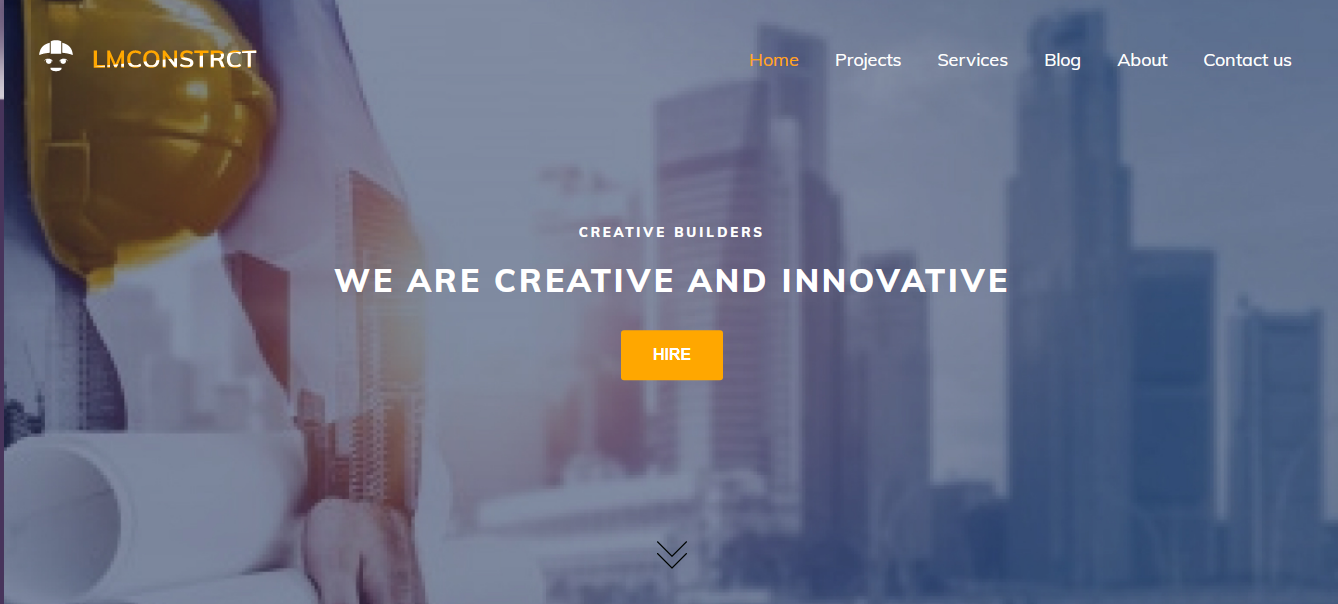 LMCONSTRCT
Home Projects Services Blog About Contact us
CREATIVE BUILDERS
WE ARE CREATIVE AND INNOVATIVE
HIRE